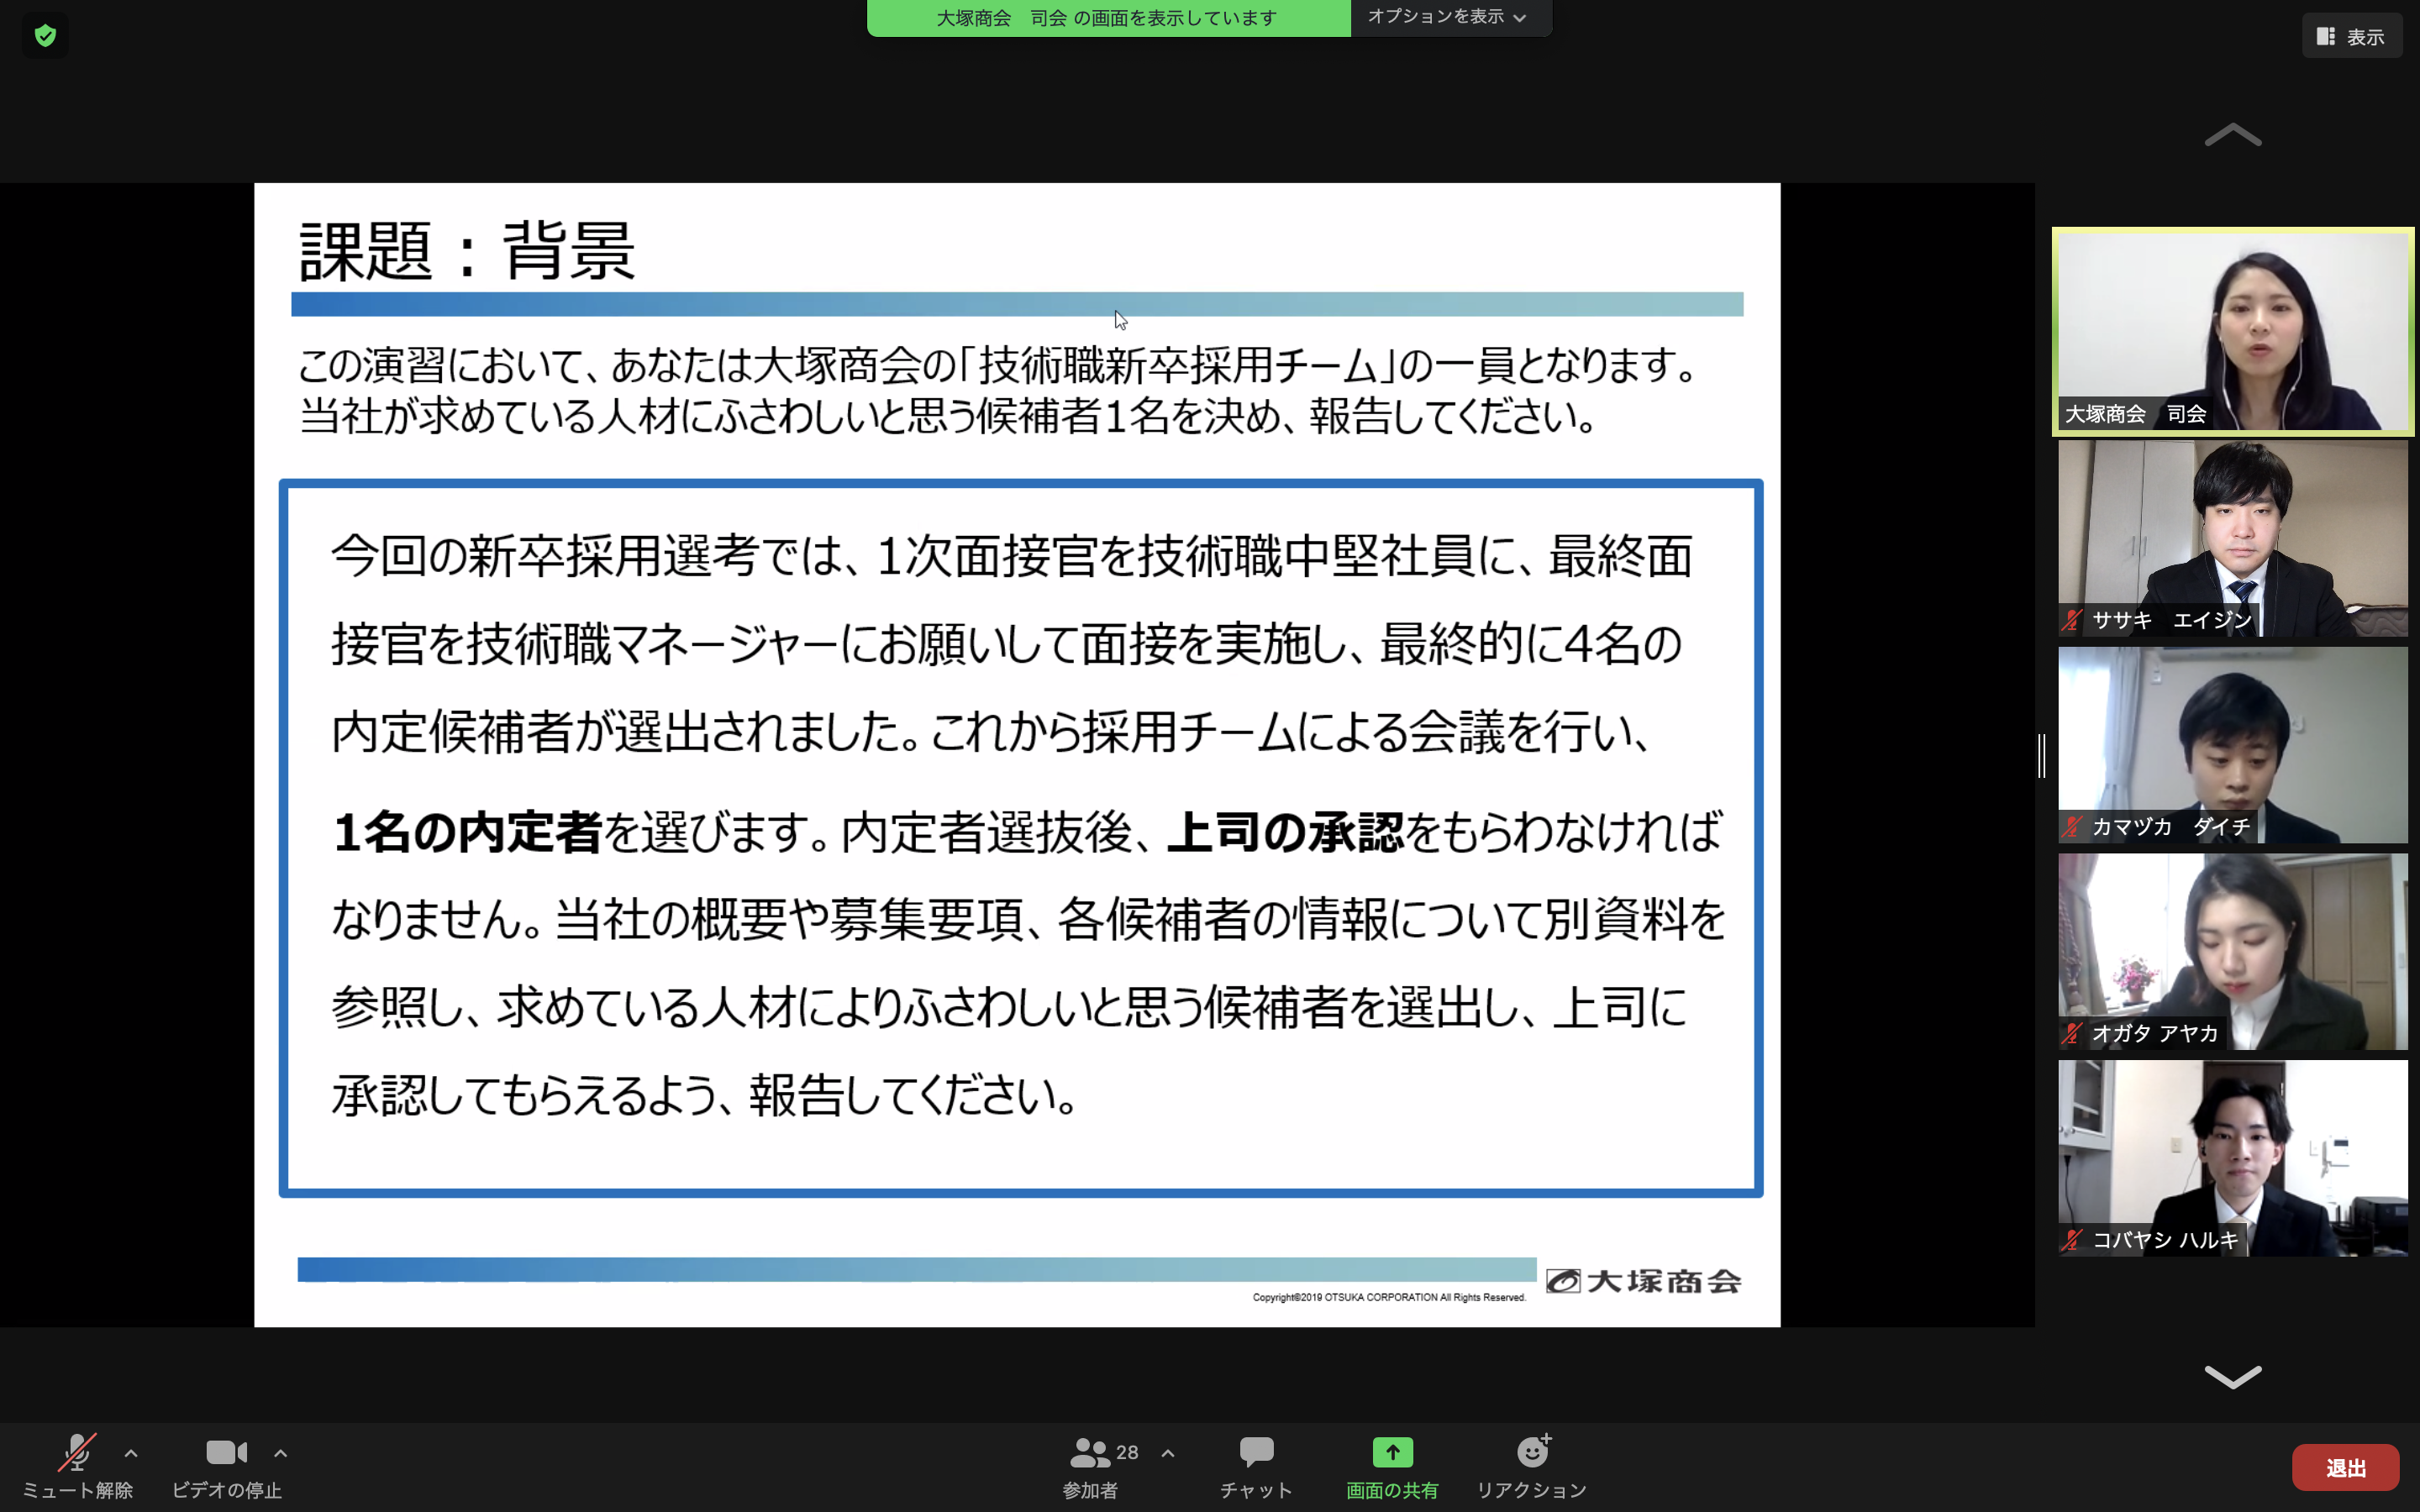 大塚商会　司会 の画面を表示しています
オプションを表示
表示
課題：背景
この演習において、あなたは大塚商会の「技術職新卒採用チーム」の一員となります。
当社が求めている人材にふさわしいと思う候補者1名を決め、報告してください。
今回の新卒採用選考では、1次面接官を技術職中堅社員に、最終面
接官を技術職マネージャーにお願いして面接を実施し、最終的に4名の
内定候補者が選出されました。これから採用チームによる会議を行い、
1名の内定者を選びます。内定者選抜後、上司の承認をもらわなければ
なりません。当社の概要や募集要項、各候補者の情報について別資料を
参照し、求めている人材によりふさわしいと思う候補者を選出し、上司に
承認してもらえるよう、報告してください。
Copyright©2019 OTSUKA CORPORATION All Rights Reserved.
大塚商会
大塚商会　司会
ササキ　エイジン
カマヅカ　ダイチ
オガタ アヤカ
コバヤシ ハルキ
ミュート解除
ビデオの停止
28
参加者
チャット
画面の共有
リアクション
退出